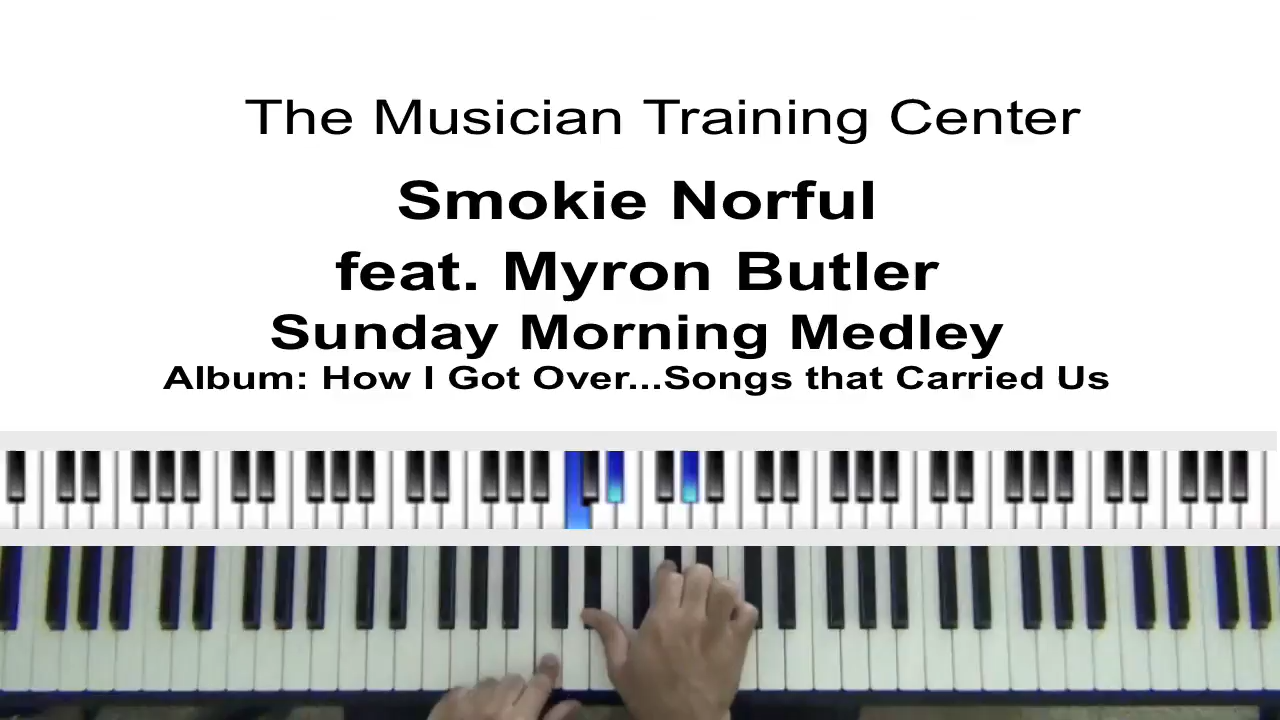 The Musician Training Center
Smokie Norful
feat. Myron Butler
Sunday Morning Medley
Album: How I Got Over...Songs that Carried Us